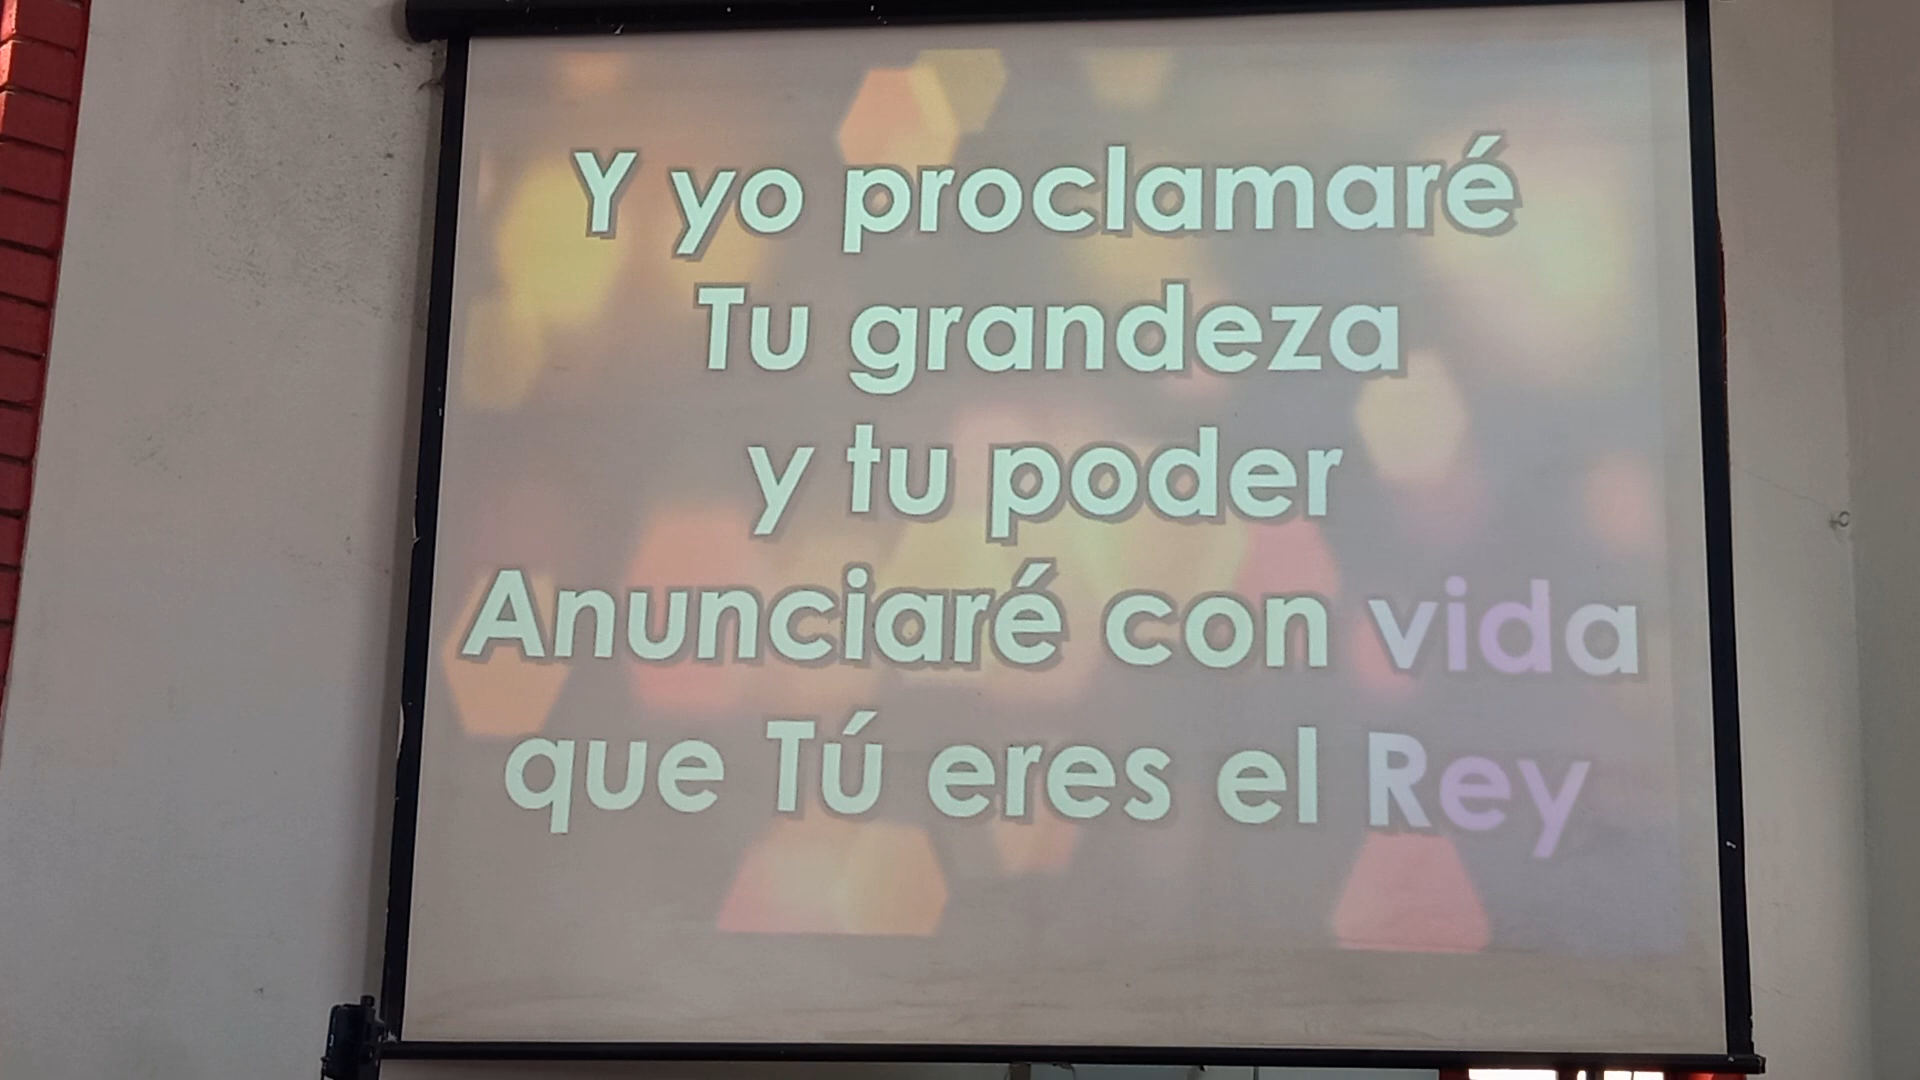 Y yo proclamaré
Tu grandeza
y tu poder
Anunciaré con vida
que Tú eres el Rey